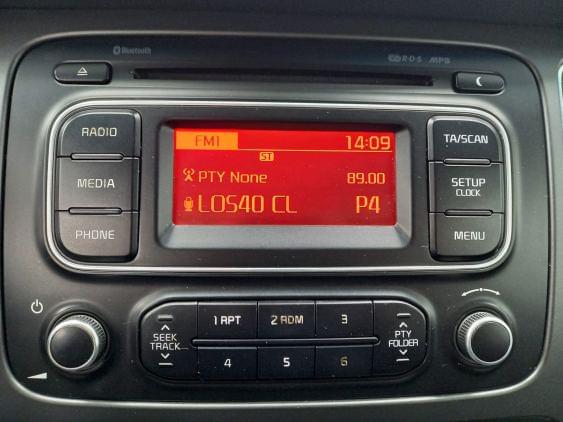 Bluetooth
R·D·S MP3
RADIO
MEDIA
PHONE
FM1 14:09
ST
PTY None 89.00
LOS40 CL P4
TA/SCAN
SETUP
CLOCK
MENU
SEEK
TRACK
1 RPT
2 RDM
3
4
5
6
PTY
FOLDER